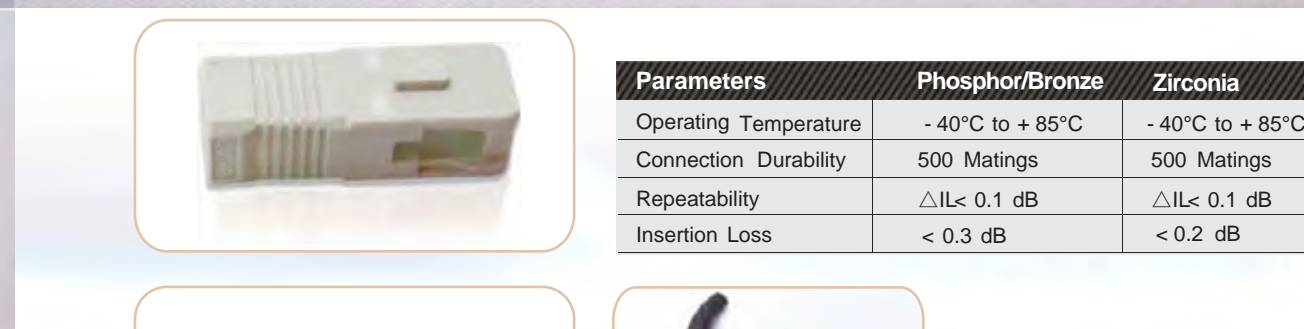 Parameters Phosphor/Bronze Zirconia
Operating Temperature - 40°C to + 85°C - 40°C to + 85°C
Connection Durability 500 Matings 500 Matings
Repeatability △IL< 0.1 dB △IL< 0.1 dB
Insertion Loss < 0.3 dB < 0.2 dB